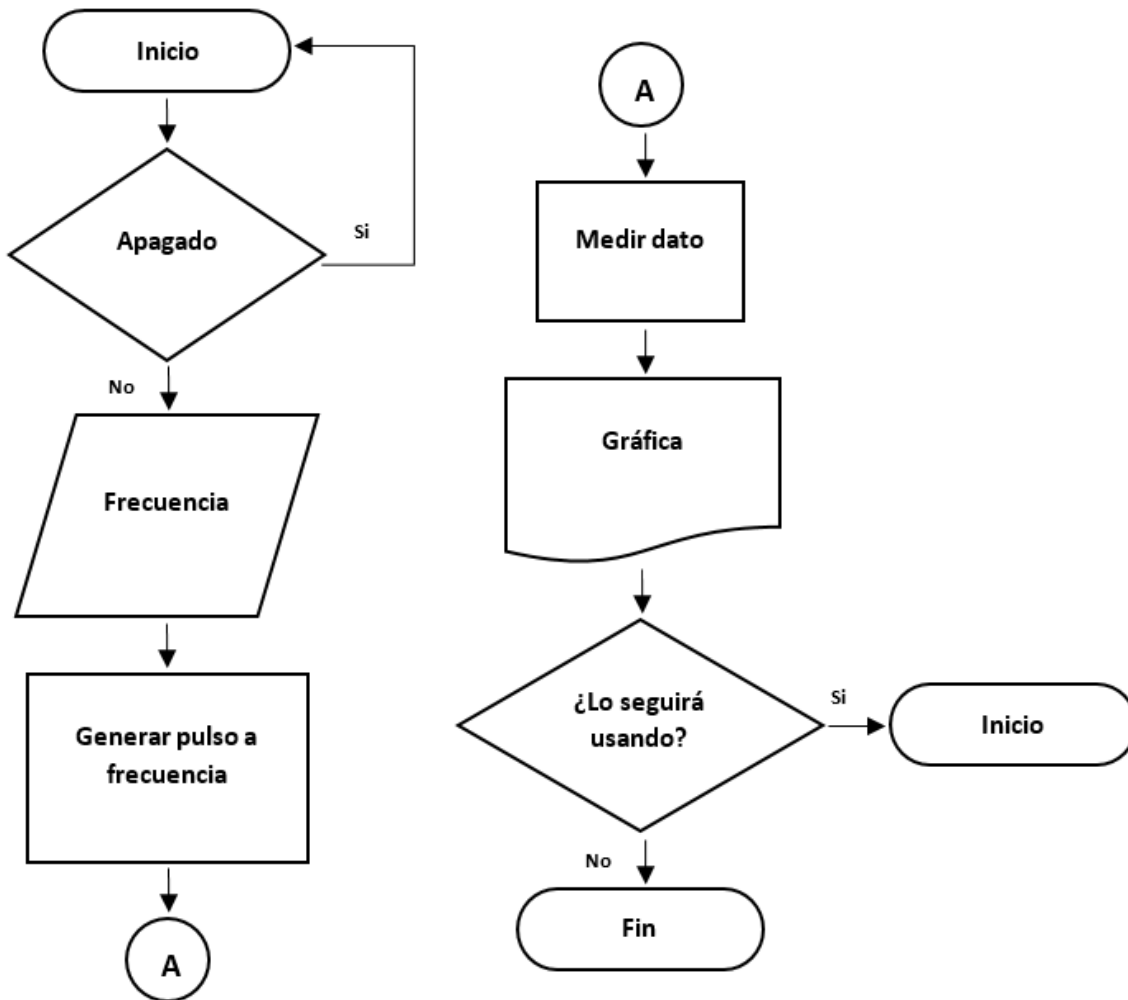 Inicio
Apagado
Si
No
Frecuencia
Generar pulso a
frecuencia
A
A
Medir dato
Gráfica
¿Lo seguirá
usando?
Si
Inicio
No
Fin